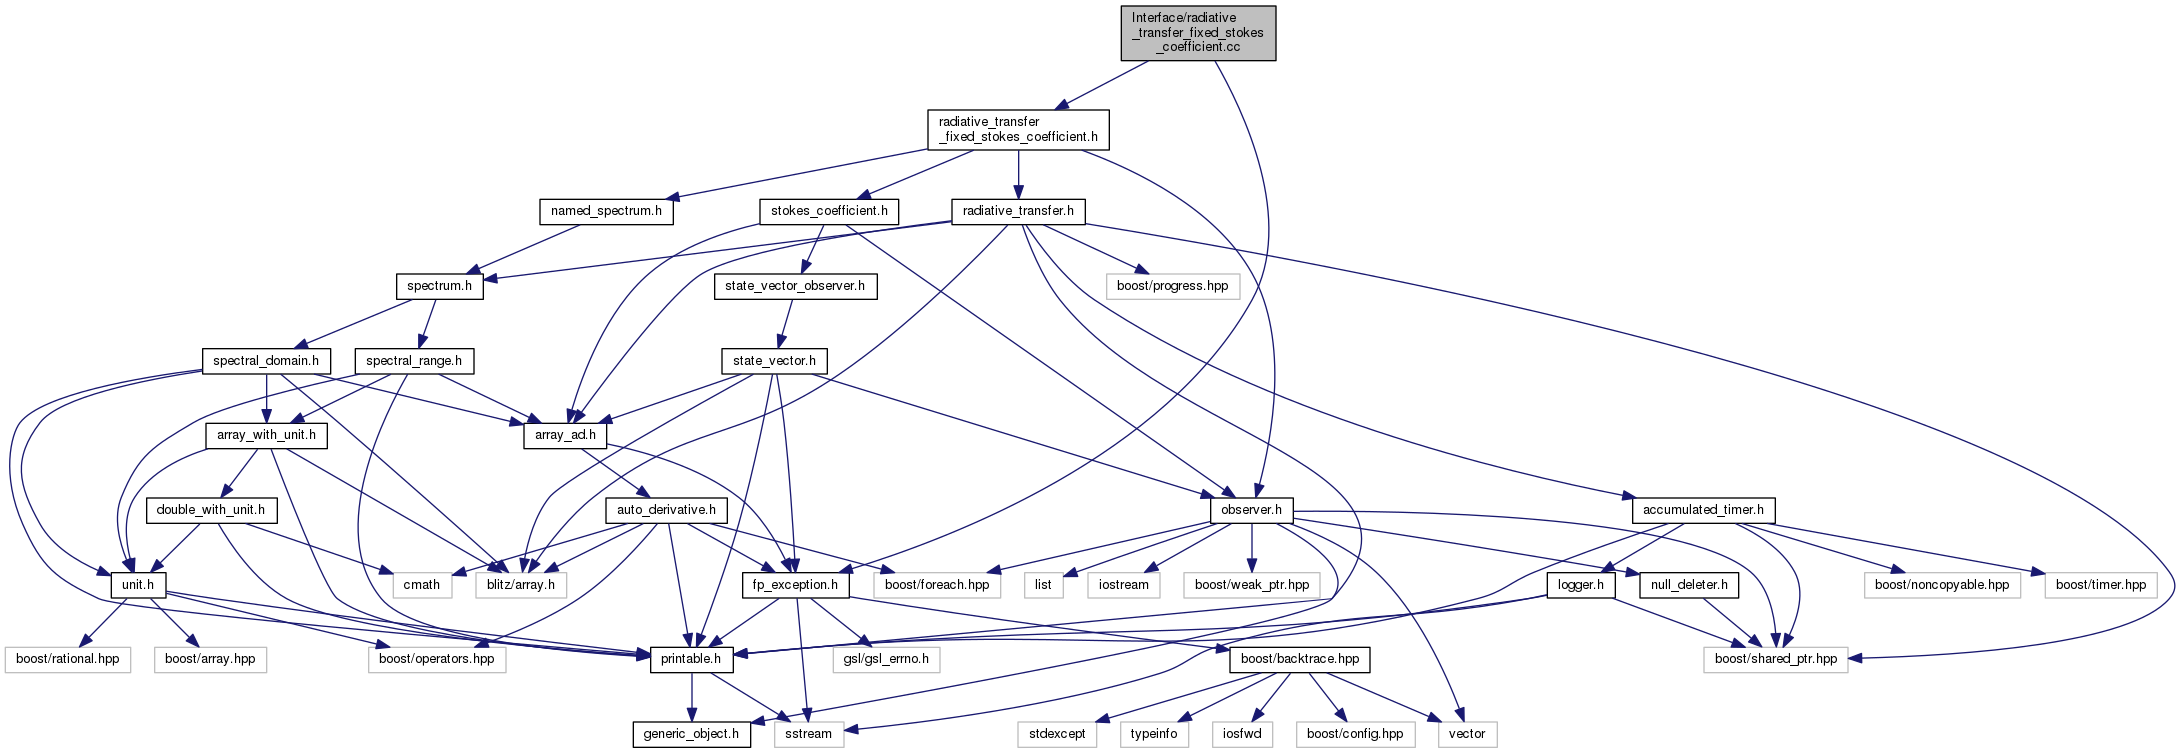 Interface/radiative
_transfer_fixed_stokes
_coefficient.cc
radiative_transfer
_fixed_stokes_coefficient.h
named_spectrum.h
stokes_coefficient.h
radiative_transfer.h
spectrum.h
state_vector_observer.h
boost/progress.hpp
spectral_domain.h
spectral_range.h
state_vector.h
array_with_unit.h
array_ad.h
double_with_unit.h
auto_derivative.h
observer.h
accumulated_timer.h
unit.h
cmath
blitz/array.h
fp_exception.h
boost/foreach.hpp
list
iostream
boost/weak_ptr.hpp
logger.h
null_deleter.h
boost/noncopyable.hpp
boost/timer.hpp
boost/rational.hpp
boost/array.hpp
boost/operators.hpp
printable.h
gsl/gsl_errno.h
boost/backtrace.hpp
boost/shared_ptr.hpp
generic_object.h
sstream
stdexcept
typeinfo
iosfwd
boost/config.hpp
vector